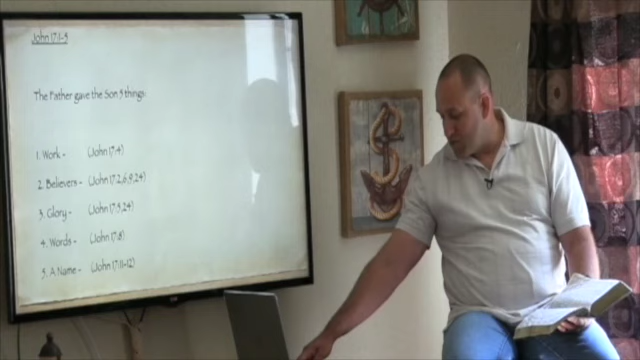 John 17:1-5
The Father gave the Son 5 things:
1. Work - (John 17:4)
2. Believers - (John 17:2,6,9,24)
3. Glory - (John 17:5,24)
4. Words - (John 17:8)
5. A Name - (John 17:11-12)